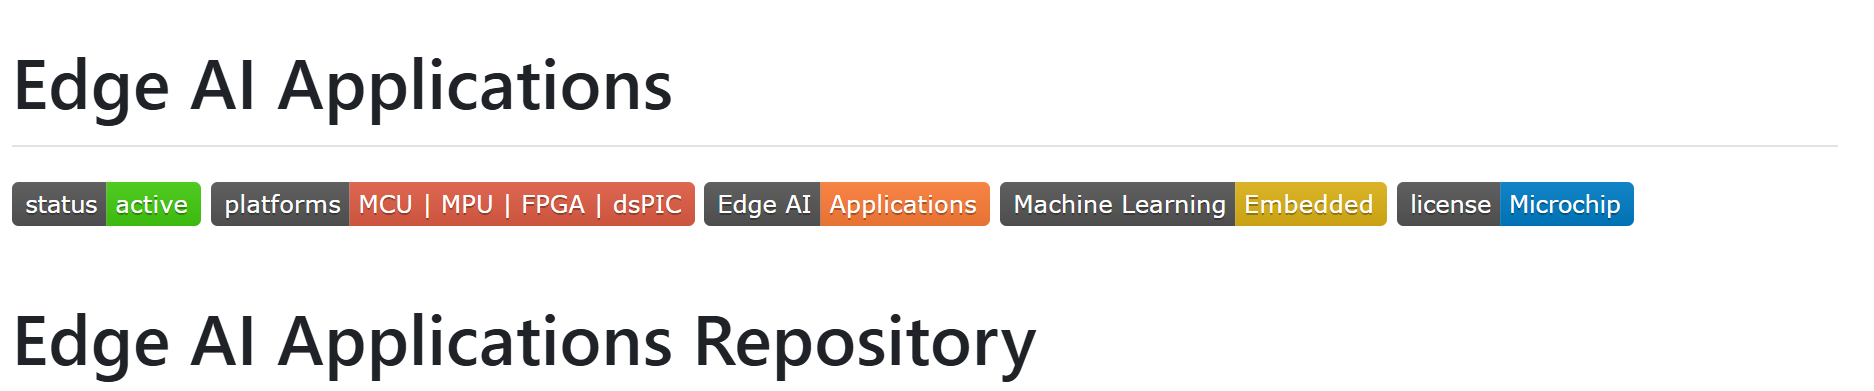 Edge AI Applications
status active platforms MCU | MPU | FPGA | dsPIC Edge AI Applications Machine Learning Embedded license Microchip
Edge AI Applications Repository